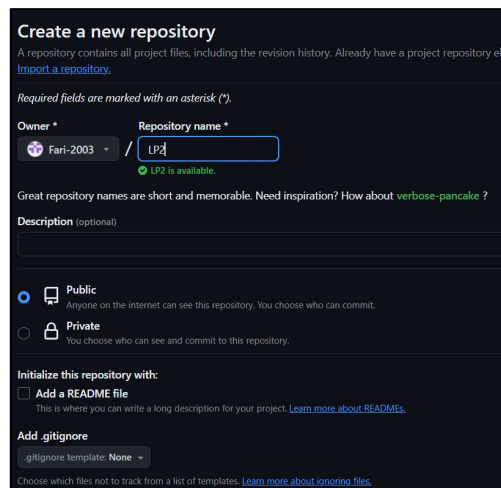 Create a new repository
A repository contains all project files, including the revision history. Already have a project repository el
Import a repository.
Required fields are marked with an asterisk (*).
Owner * Repository name *
Fari-2003 / LP2
LP2 is available.
Great repository names are short and memorable. Need inspiration? How about verbose-pancake ?
Description (optional)
Public
Anyone on the internet can see this repository. You choose who can commit.
Private
You choose who can see and commit to this repository.
Initialize this repository with:
Add a README file
This is where you can write a long description for your project. Learn more about READMEs.
Add .gitignore
.gitignore template: None
Choose which files not to track from a list of templates. Learn more about ignoring files.